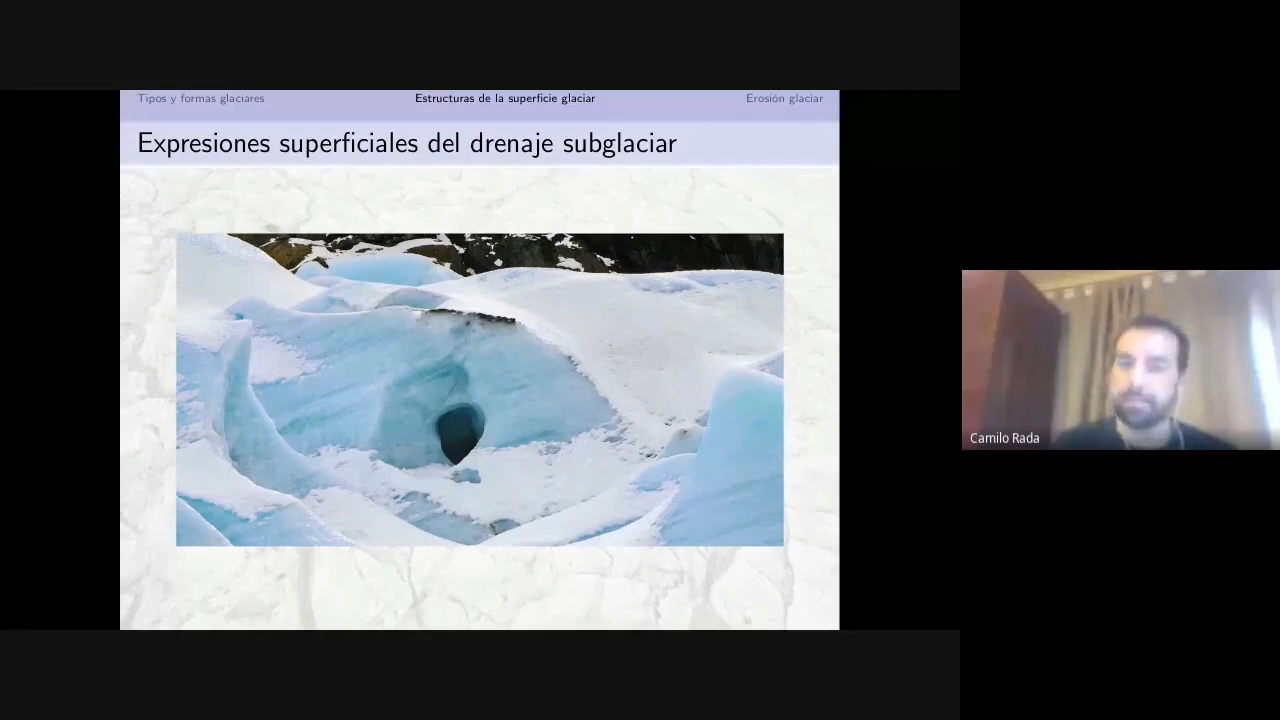 Tipos y formas glaciares
Estructuras de la superficie glaciar
Erosión glaciar
Expresiones superficiales del drenaje subglaciar
Camilo Rada